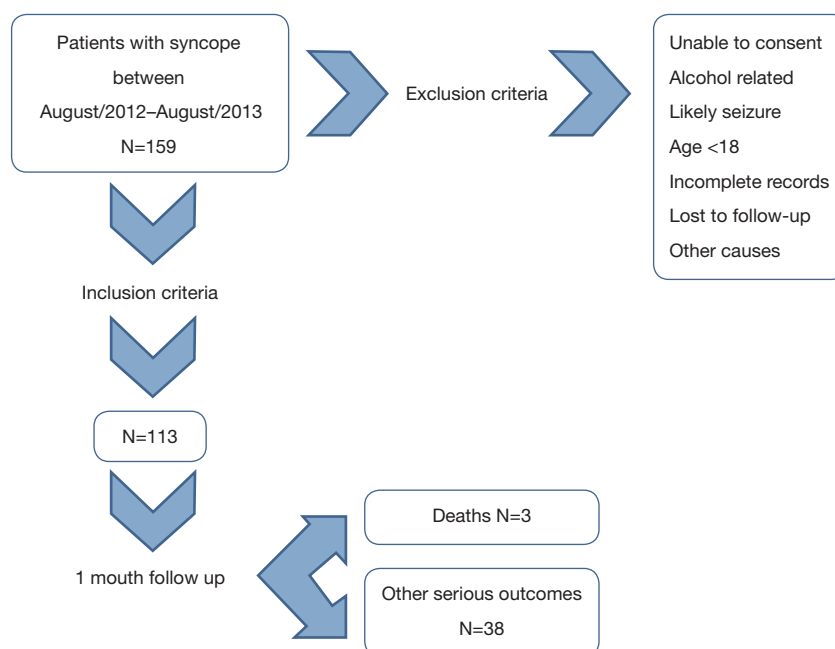 Patients with syncope
between
August/2012–August/2013
N=159
Exclusion criteria
Unable to consent
Alcohol related
Likely seizure
Age <18
Incomplete records
Lost to follow-up
Other causes
Inclusion criteria
N=113
1 mouth follow up
Deaths N=3
Other serious outcomes
N=38